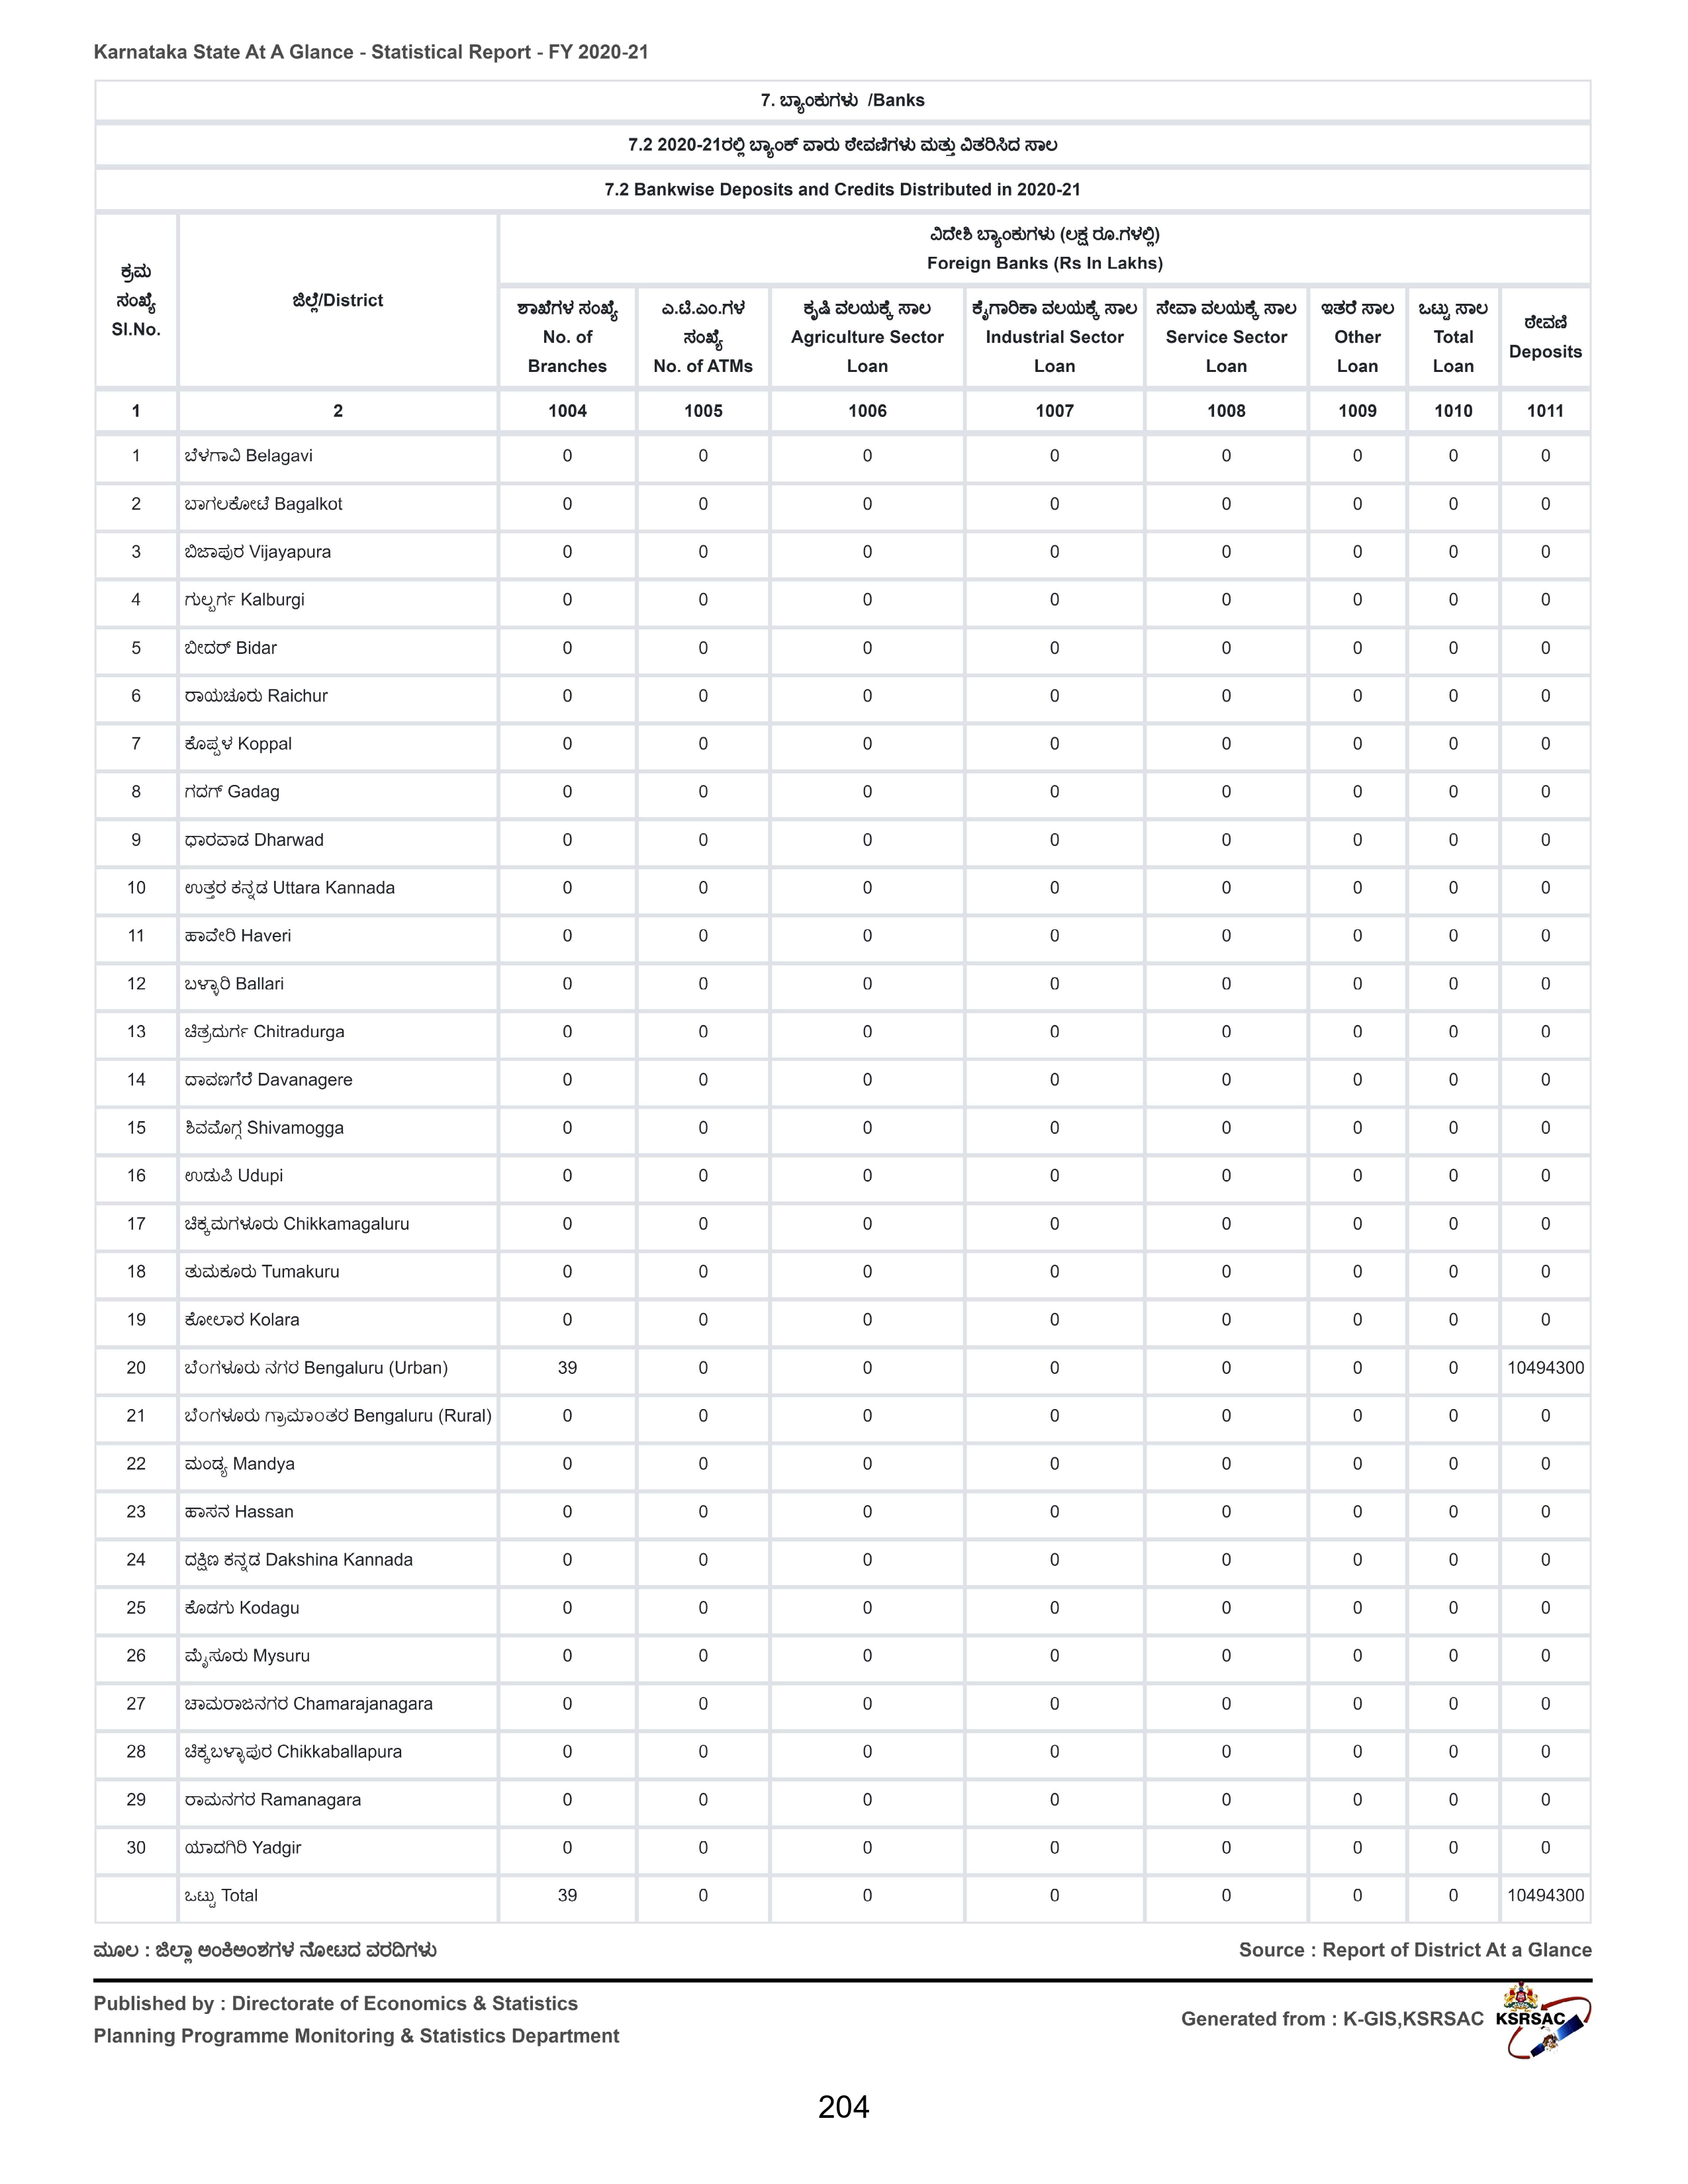 Karnataka State At A Glance - Statistical Report - FY 2020-21
7. ಬ್ಯಾಂಕುಗಳು /Banks
7.2 2020-21ರಲ್ಲಿ ಬ್ಯಾಂಕ್ ವಾರು ಠೇವಣಿಗಳು ಮತ್ತು ವಿತರಿಸಿದ ಸಾಲ
7.2 Bankwise Deposits and Credits Distributed in 2020-21
ಕ್ರಮ ಸಂಖ್ಯೆ Sl.No.
ಜಿಲ್ಲೆ/District
ವಿದೇಶಿ ಬ್ಯಾಂಕುಗಳು (ಲಕ್ಷ ರೂ.ಗಳಲ್ಲಿ)
Foreign Banks (Rs In Lakhs)
ಶಾಖೆಗಳ ಸಂಖ್ಯೆ No. of Branches
ಎ.ಟಿ.ಎಂ.ಗಳ ಸಂಖ್ಯೆ No. of ATMs
ಕೃಷಿ ವಲಯಕ್ಕೆ ಸಾಲ Agriculture Sector Loan
ಕೈಗಾರಿಕಾ ವಲಯಕ್ಕೆ ಸಾಲ Industrial Sector Loan
ಸೇವಾ ವಲಯಕ್ಕೆ ಸಾಲ Service Sector Loan
ಇತರೆ ಸಾಲ Other Loan
ಒಟ್ಟು ಸಾಲ Total Loan
ಠೇವಣಿ Deposits
1 2 1004 1005 1006 1007 1008 1009 1010 1011
1 ಬೆಳಗಾವಿ Belagavi 0 0 0 0 0 0 0 0
2 ಬಾಗಲಕೋಟೆ Bagalkot 0 0 0 0 0 0 0 0
3 ಬಿಜಾಪುರ Vijayapura 0 0 0 0 0 0 0 0
4 ಗುಲ್ಬರ್ಗ Kalburgi 0 0 0 0 0 0 0 0
5 ಬೀದರ್ Bidar 0 0 0 0 0 0 0 0
6 ರಾಯಚೂರು Raichur 0 0 0 0 0 0 0 0
7 ಕೊಪ್ಪಳ Koppal 0 0 0 0 0 0 0 0
8 ಗದಗ್ Gadag 0 0 0 0 0 0 0 0
9 ಧಾರವಾಡ Dharwad 0 0 0 0 0 0 0 0
10 ಉತ್ತರ ಕನ್ನಡ Uttara Kannada 0 0 0 0 0 0 0 0
11 ಹಾವೇರಿ Haveri 0 0 0 0 0 0 0 0
12 ಬಳ್ಳಾರಿ Ballari 0 0 0 0 0 0 0 0
13 ಚಿತ್ರದುರ್ಗ Chitradurga 0 0 0 0 0 0 0 0
14 ದಾವಣಗೆರೆ Davanagere 0 0 0 0 0 0 0 0
15 ಶಿವಮೊಗ್ಗ Shivamogga 0 0 0 0 0 0 0 0
16 ಉಡುಪಿ Udupi 0 0 0 0 0 0 0 0
17 ಚಿಕ್ಕಮಗಳೂರು Chikkamagaluru 0 0 0 0 0 0 0 0
18 ತುಮಕೂರು Tumakuru 0 0 0 0 0 0 0 0
19 ಕೋಲಾರ Kolara 0 0 0 0 0 0 0 0
20 ಬೆಂಗಳೂರು ನಗರ Bengaluru (Urban) 39 0 0 0 0 0 0 10494300
21 ಬೆಂಗಳೂರು ಗ್ರಾಮಾಂತರ Bengaluru (Rural) 0 0 0 0 0 0 0 0
22 ಮಂಡ್ಯ Mandya 0 0 0 0 0 0 0 0
23 ಹಾಸನ Hassan 0 0 0 0 0 0 0 0
24 ದಕ್ಷಿಣ ಕನ್ನಡ Dakshina Kannada 0 0 0 0 0 0 0 0
25 ಕೊಡಗು Kodagu 0 0 0 0 0 0 0 0
26 ಮೈಸೂರು Mysuru 0 0 0 0 0 0 0 0
27 ಚಾಮರಾಜನಗರ Chamarajanagara 0 0 0 0 0 0 0 0
28 ಚಿಕ್ಕಬಳ್ಳಾಪುರ Chikkaballapura 0 0 0 0 0 0 0 0
29 ರಾಮನಗರ Ramanagara 0 0 0 0 0 0 0 0
30 ಯಾದಗಿರಿ Yadgir 0 0 0 0 0 0 0 0
ಒಟ್ಟು Total 39 0 0 0 0 0 0 10494300
ಮೂಲ : ಜಿಲ್ಲಾ ಅಂಕಿಅಂಶಗಳ ನೋಟದ ವರದಿಗಳು
Source : Report of District At a Glance
Published by : Directorate of Economics & Statistics
Planning Programme Monitoring & Statistics Department
Generated from : K-GIS,KSRSAC
KSRSAC
204